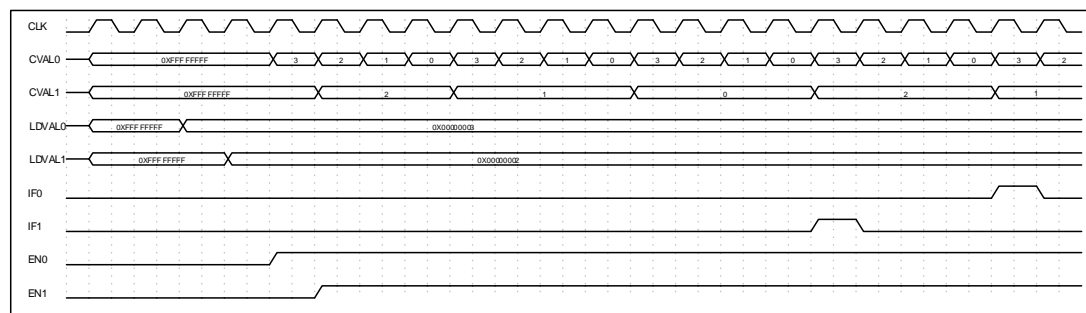 CLK
CVAL0 0XFFF FFFFF 3 2 1 0 3 2 1 0 3 2 1 0 3 2 1 0 3 2
CVAL1 0XFFF FFFFF 2 1 0 2 1
LDVAL0 0XFFF FFFFF 0X00000003
LDVAL1 0XFFF FFFFF 0X00000002
IF0
IF1
EN0
EN1